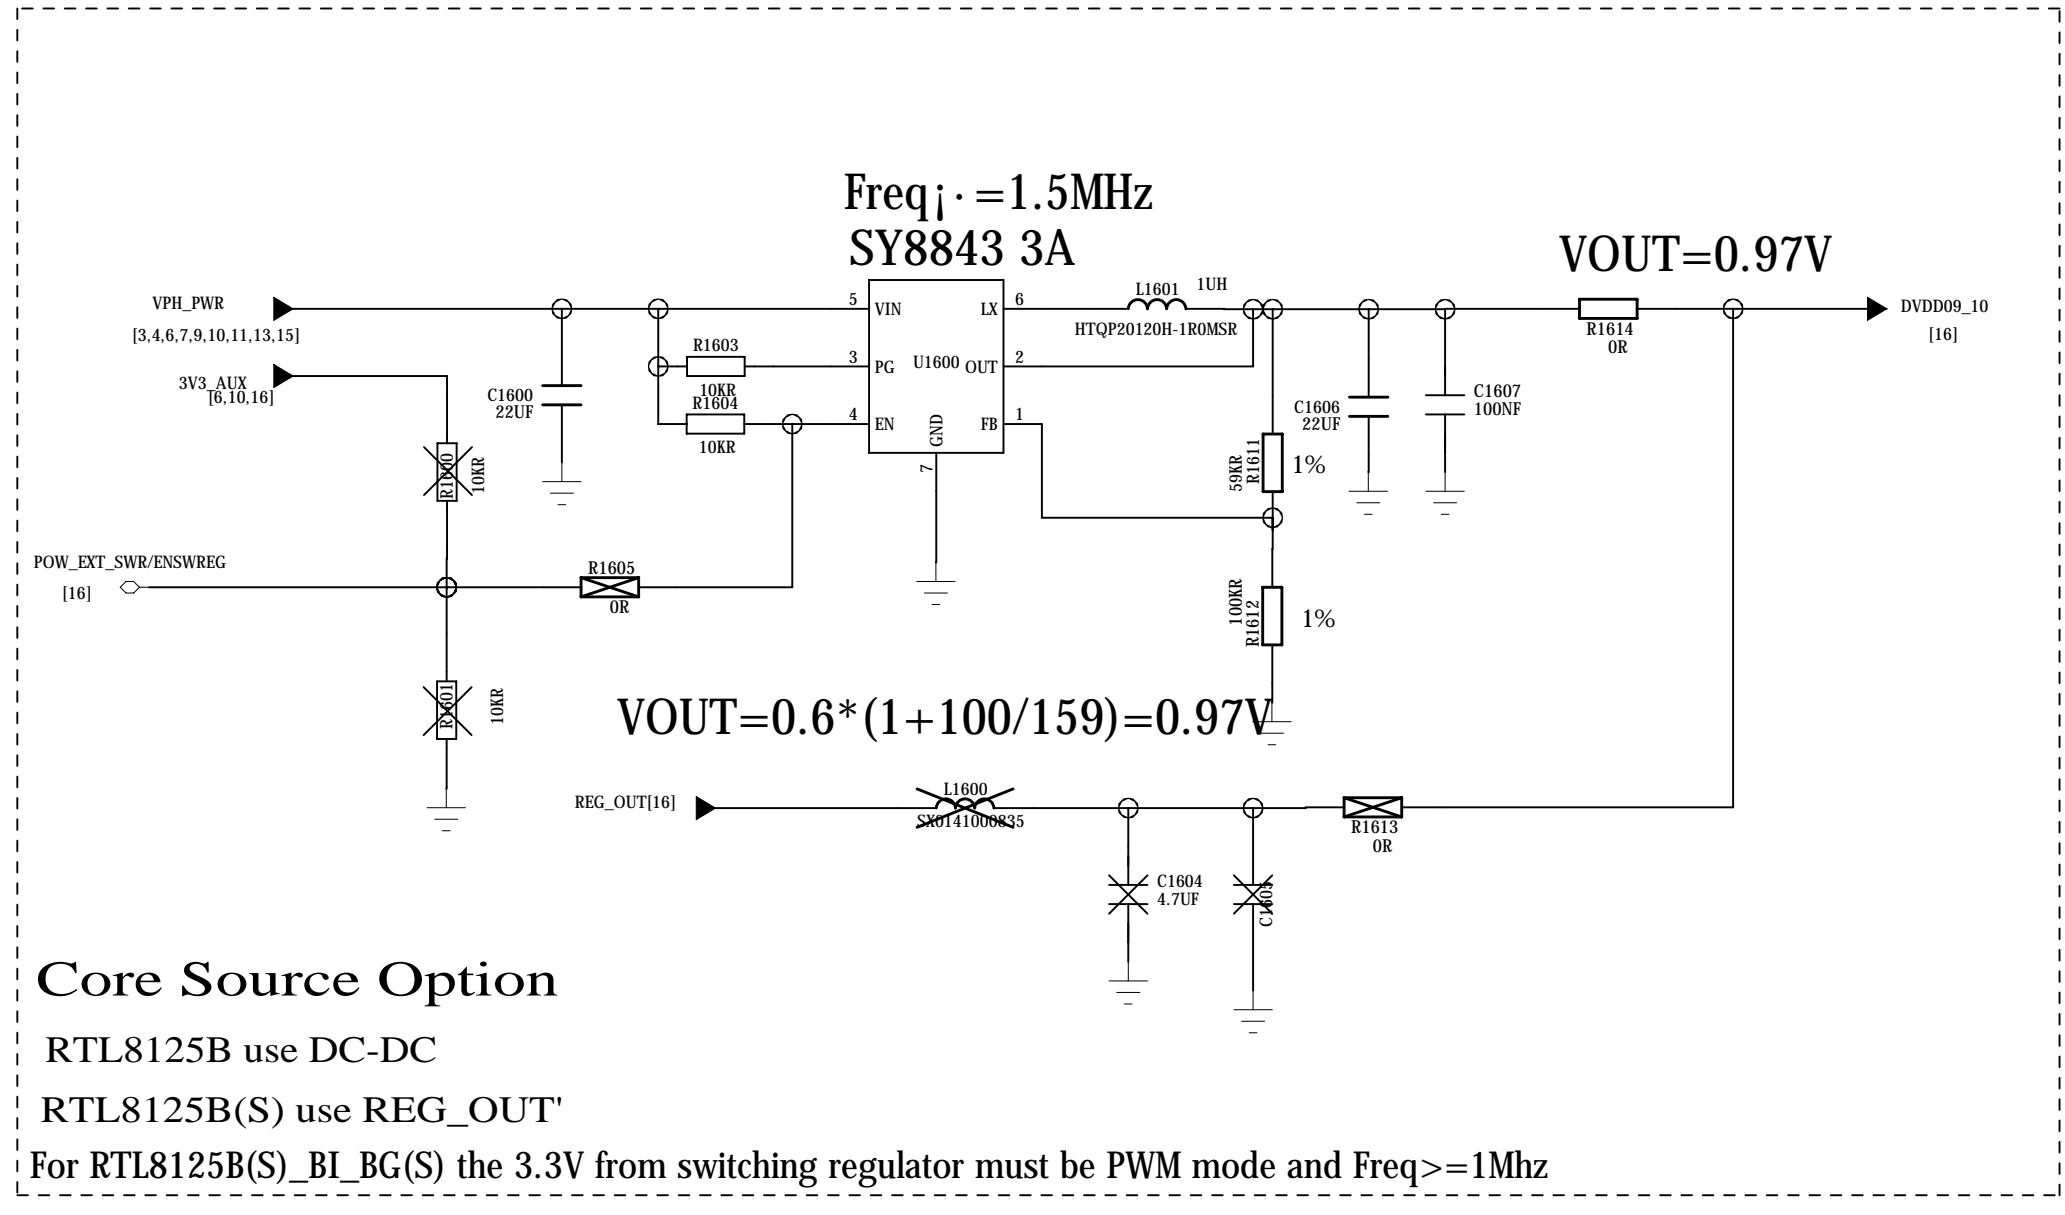 Freq¡·=1.5MHz
SY8843 3A
VOUT=0.97V
VPH_PWR
[3,4,6,7,9,10,11,13,15]
3V3_AUX
[6,10,16]
R1600
10KR
C1600
22UF
R1603
10KR
R1604
10KR
5
VIN
3
PG
4
EN
U1600
GND
7
LX
6
OUT
2
FB
1
L1601
1UH
HTQP20120H-1R0MSR
59KR
R1611
1%
C1606
22UF
C1607
100NF
R1614
0R
DVDD09_10
[16]
POW_EXT_SWR/ENSWREG
[16]
R1605
0R
100KR
R1612
1%
R1601
10KR
VOUT=0.6*(1+100/159)=0.97V
REG_OUT[16]
L1600
SX0141000835
R1613
0R
C1604
4.7UF
C1605
Core Source Option
RTL8125B use DC-DC
RTL8125B(S) use REG_OUT'
For RTL8125B(S)_BI_BG(S) the 3.3V from switching regulator must be PWM mode and Freq>=1Mhz